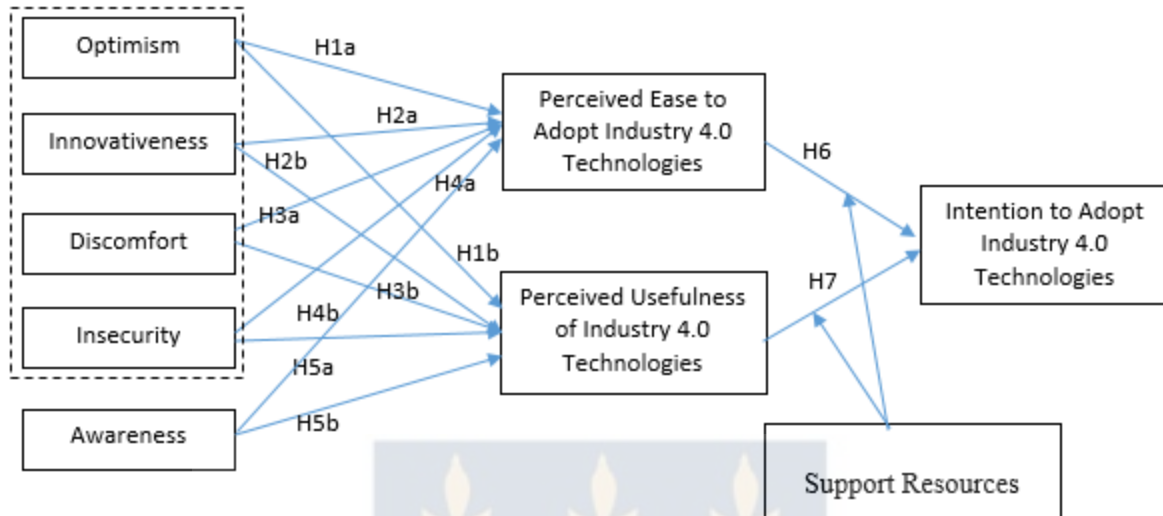 Optimism
H1a
Perceived Ease to
Adopt Industry 4.0
Technologies
Innovativeness
H2a
H2b
H6
H4a
Intention to Adopt
Industry 4.0
Technologies
H3a
Discomfort
H1b
H3b
H7
Perceived Usefulness
of Industry 4.0
Technologies
Insecurity
H4b
H5a
Awareness
H5b
Support Resources